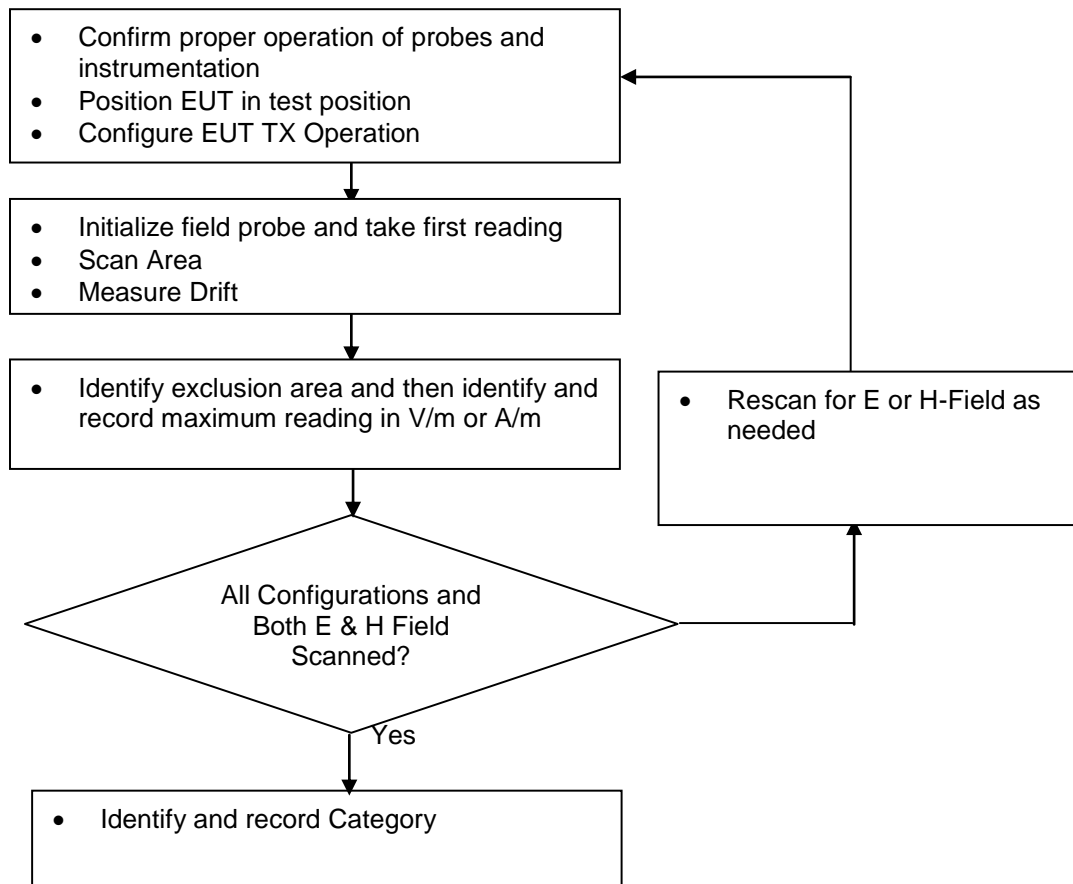 • Confirm proper operation of probes and
instrumentation
• Position EUT in test position
• Configure EUT TX Operation
• Initialize field probe and take first reading
• Scan Area
• Measure Drift
• Identify exclusion area and then identify and
record maximum reading in V/m or A/m
• Rescan for E or H-Field as
needed
All Configurations and
Both E & H Field
Scanned?
Yes
• Identify and record Category